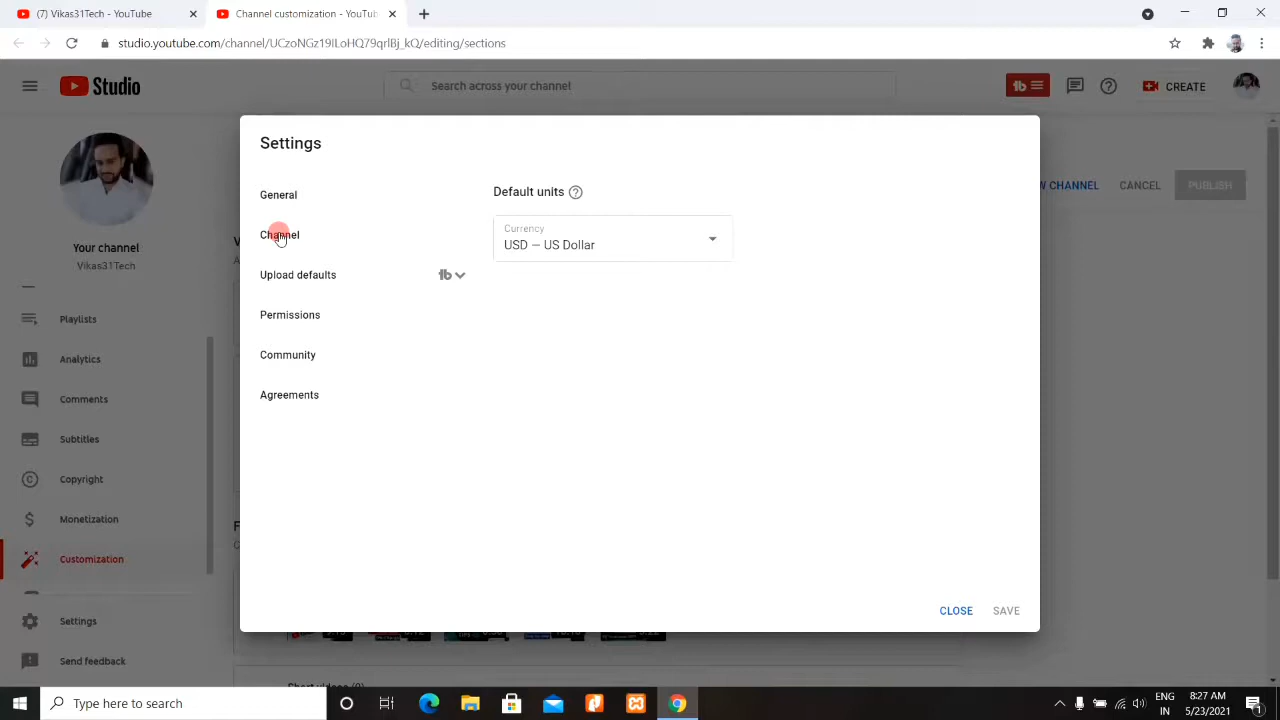 (7) Vikas31Tech - YouTube
Channel customization - YouTub
studio.youtube.com/channel/UCzoNGz19ILoHQ79qrlBj_kQ/editing/sections
Studio
Search across your channel
CREATE
Settings
General
Default units
W CHANNEL
CANCEL
PUBLISH
Currency
USD — US Dollar
Channel
Your channel
Vikas31Tech
Upload defaults
Permissions
Playlists
Community
Analytics
Agreements
Comments
Subtitles
Copyright
Monetization
Customization
CLOSE
SAVE
Settings
Send feedback
Type here to search
ENG
IN
8:27 AM
5/23/2021